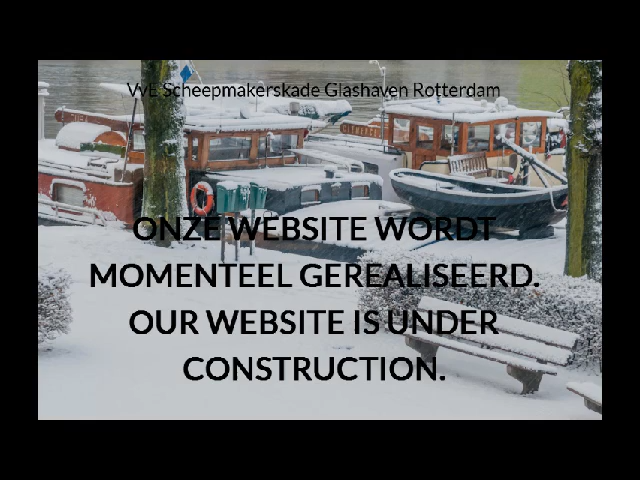 VvE Scheepmakerskade Glashaven Rotterdam
ONZE WEBSITE WORDT
MOMENTEEL GEREALISEERD.
OUR WEBSITE IS UNDER
CONSTRUCTION.